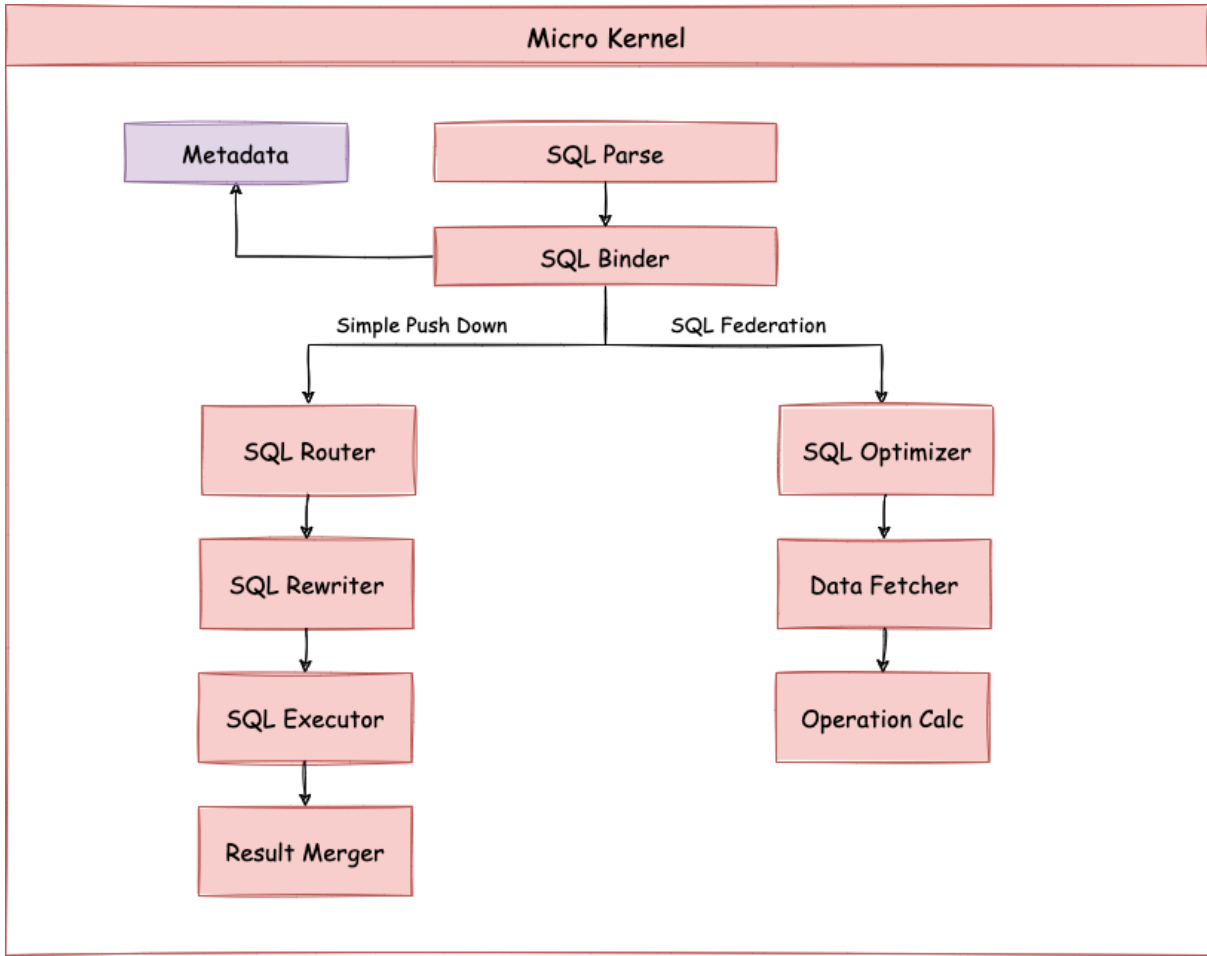 Micro Kernel
Metadata
SQL Parse
SQL Binder
Simple Push Down
SQL Federation
SQL Router
SQL Optimizer
SQL Rewriter
Data Fetcher
SQL Executor
Operation Calc
Result Merger